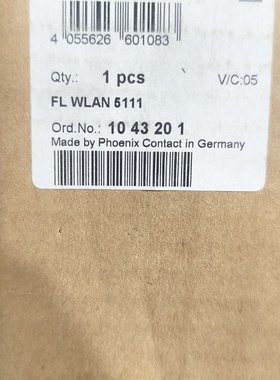 4 055626 601083
Qty.: 1 pcs V/C:05
FL WLAN 5111
Ord.No.: 10 43 20 1
Made by Phoenix Contact in Germany